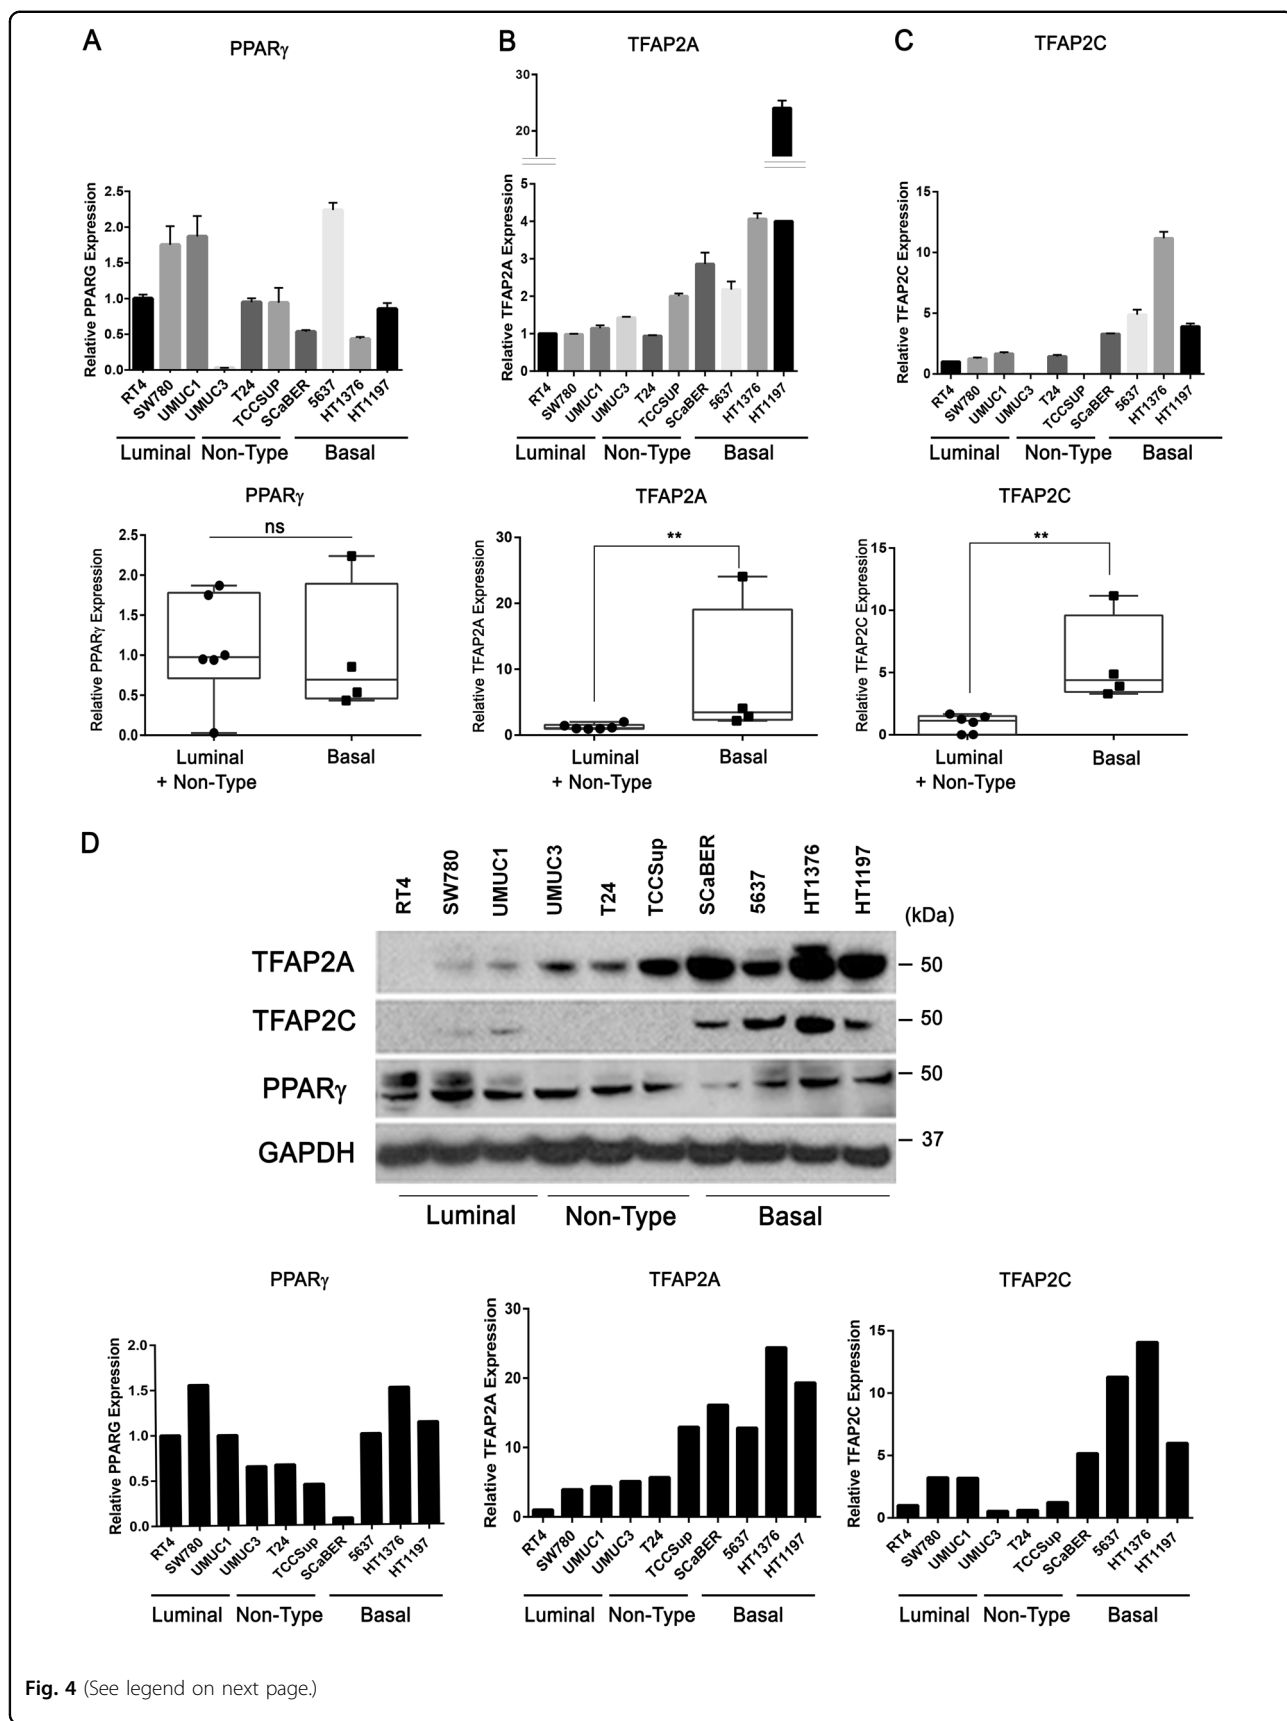 A
PPARγ
Relative PPARG Expression
2.5
2.0
1.5
1.0
0.5
0.0
RT4
SW780
UMUC1
UMUC3
T24
TCCSUP
SCaBER
5637
HT1376
HT1197
Luminal
Non-Type
Basal
B
TFAP2A
Relative TFAP2A Expression
30
20
5
4
3
2
1
0
RT4
SW780
UMUC1
UMUC3
T24
TCCSUP
SCaBER
5637
HT1376
HT1197
Luminal
Non-Type
Basal
C
TFAP2C
Relative TFAP2C Expression
15
10
5
0
RT4
SW780
UMUC1
UMUC3
T24
TCCSUP
SCaBER
5637
HT1376
HT1197
Luminal
Non-Type
Basal
PPARγ
Relative PPARγ Expression
2.5
2.0
1.5
1.0
0.5
0.0
ns
Luminal
+ Non-Type
Basal
TFAP2A
Relative TFAP2A Expression
30
20
10
0
**
Luminal
+ Non-Type
Basal
TFAP2C
Relative TFAP2C Expression
15
10
5
0
**
Luminal
+ Non-Type
Basal
D
RT4
SW780
UMUC1
UMUC3
T24
TCCSup
SCaBER
5637
HT1376
HT1197
(kDa)
TFAP2A
50
TFAP2C
50
PPARγ
50
GAPDH
37
Luminal
Non-Type
Basal
PPARγ
Relative PPARG Expression
2.0
1.5
1.0
0.5
0.0
RT4
SW780
UMUC1
UMUC3
T24
TCCSup
SCaBER
5637
HT1376
HT1197
Luminal
Non-Type
Basal
TFAP2A
Relative TFAP2A Expression
30
20
10
0
RT4
SW780
UMUC1
UMUC3
T24
TCCSup
SCaBER
5637
HT1376
HT1197
Luminal
Non-Type
Basal
TFAP2C
Relative TFAP2C Expression
15
10
5
0
RT4
SW780
UMUC1
UMUC3
T24
TCCSup
SCaBER
5637
HT1376
HT1197
Luminal
Non-Type
Basal
Fig. 4 (See legend on next page.)